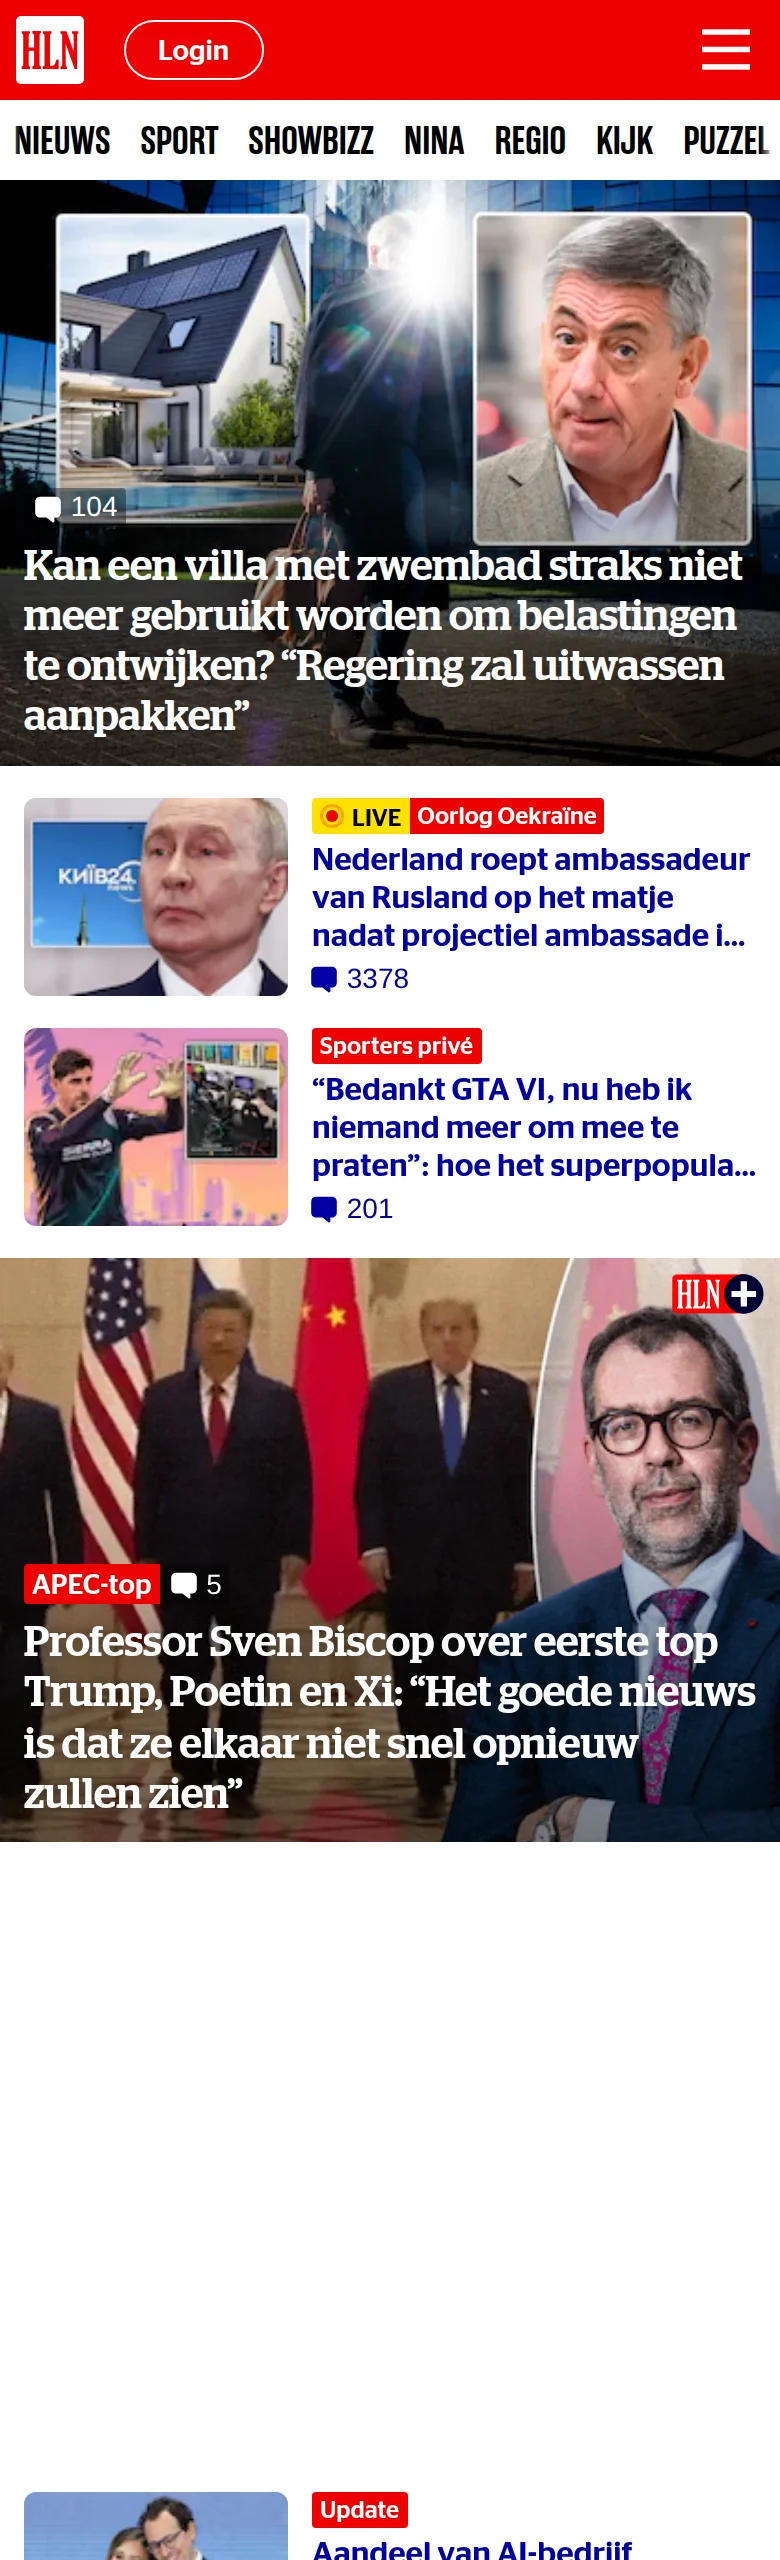 HLN
Login
NIEUWS SPORT SHOWBIZZ NINA REGIO KIJK PUZZEL
104
Kan een villa met zwembad straks niet
meer gebruikt worden om belastingen
te ontwijken? “Regering zal uitwassen
aanpakken”
КИЇВ24
news
LIVE Oorlog Oekraïne
Nederland roept ambassadeur
van Rusland op het matje
nadat projectiel ambassade i...
3378
Sporters privé
“Bedankt GTA VI, nu heb ik
niemand meer om mee te
praten”: hoe het superpopula...
201
HLN+
APEC-top 5
Professor Sven Biscop over eerste top
Trump, Poetin en Xi: “Het goede nieuws
is dat ze elkaar niet snel opnieuw
zullen zien”
Update
Aandeel van AI-bedrijf